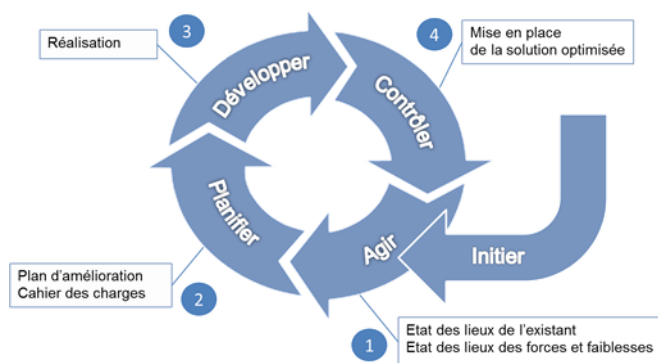 3
Réalisation
Développer
4
Mise en place
de la solution optimisée
Contrôler
Planifier
Agir
Initier
Plan d’amélioration
Cahier des charges
2
1
Etat des lieux de l’existant
Etat des lieux des forces et faiblesses